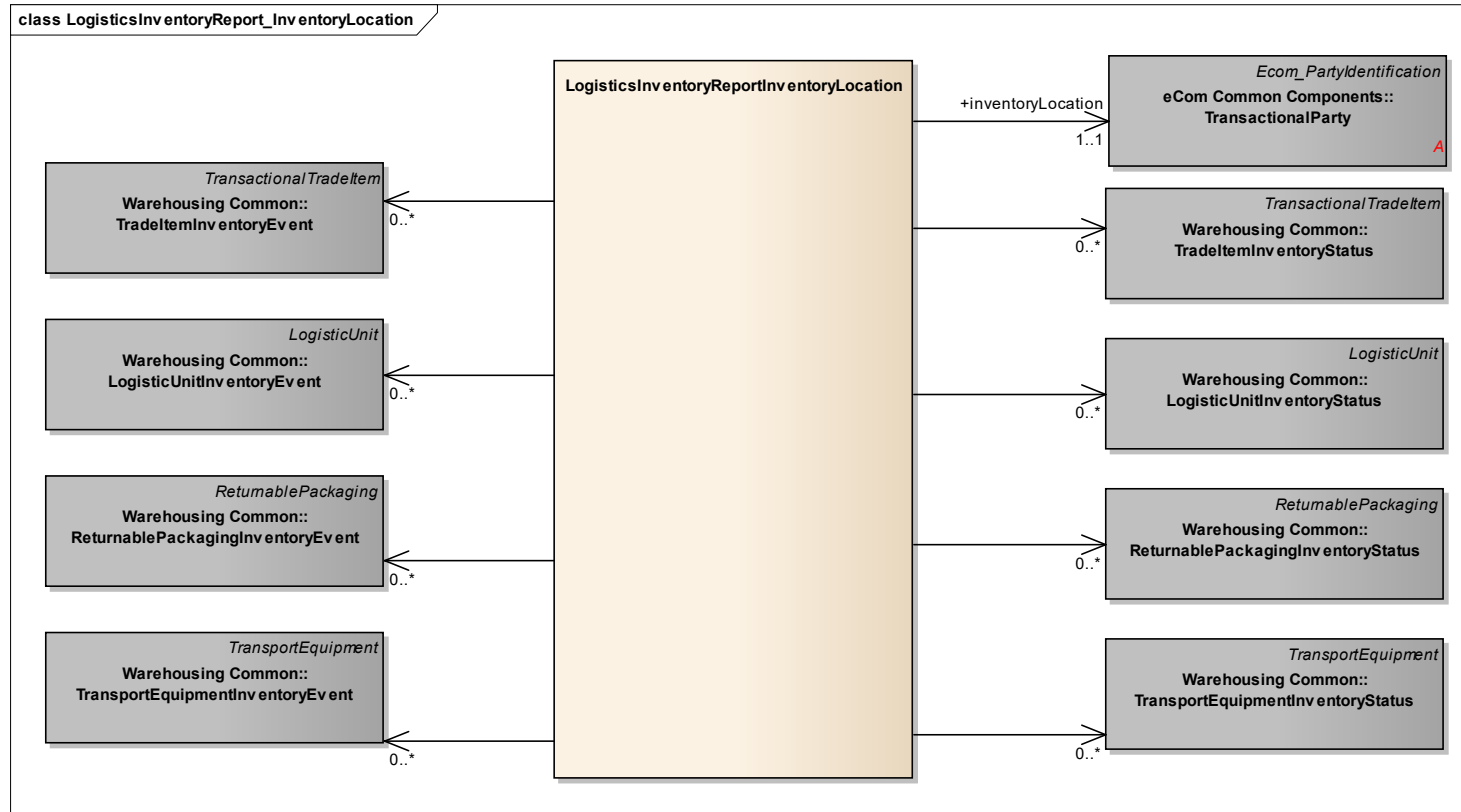 class LogisticsInventoryReport_InventoryLocation
LogisticsInventoryReportInventoryLocation
+inventoryLocation
1..1
Ecom_PartyIdentification
eCom Common Components::
TransactionalParty
A
TransactionalTradeItem
Warehousing Common::
TradeItemInventoryEvent
0..*
TransactionalTradeItem
Warehousing Common::
TradeItemInventoryStatus
0..*
LogisticUnit
Warehousing Common::
LogisticUnitInventoryEvent
0..*
LogisticUnit
Warehousing Common::
LogisticUnitInventoryStatus
0..*
ReturnablePackaging
Warehousing Common::
ReturnablePackagingInventoryEvent
0..*
ReturnablePackaging
Warehousing Common::
ReturnablePackagingInventoryStatus
0..*
TransportEquipment
Warehousing Common::
TransportEquipmentInventoryEvent
0..*
TransportEquipment
Warehousing Common::
TransportEquipmentInventoryStatus
0..*